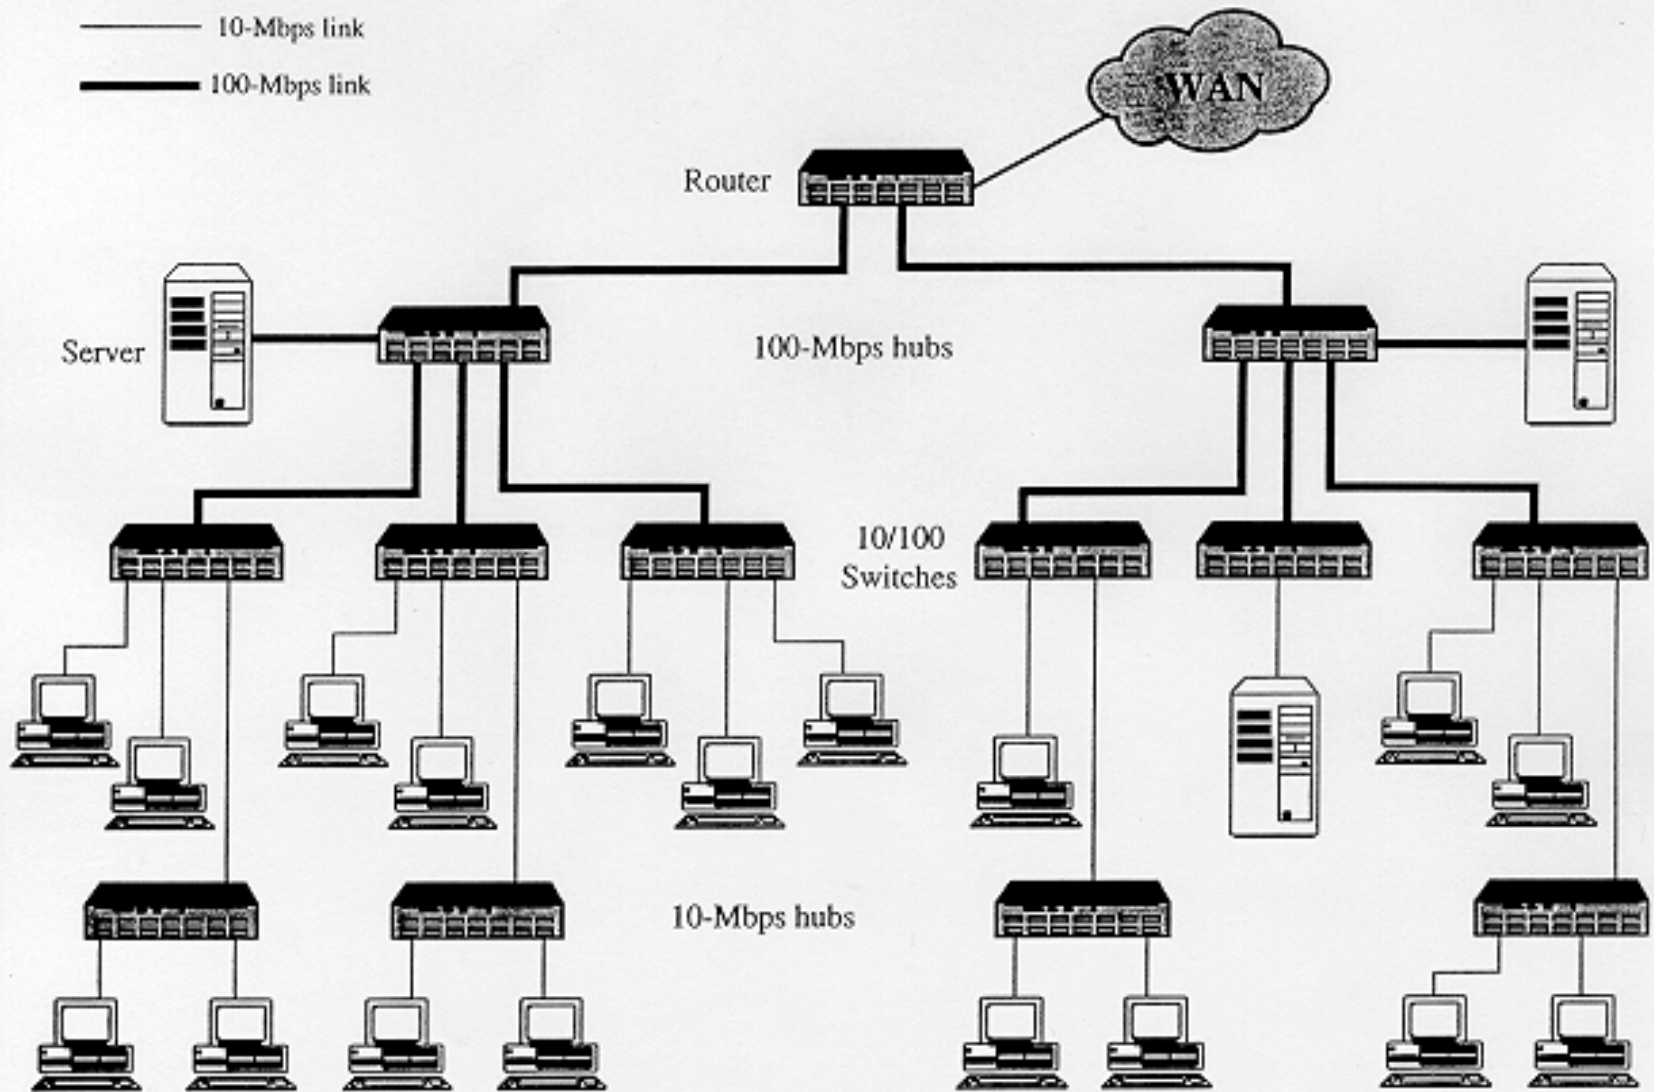 10-Mbps link
100-Mbps link
WAN
Router
Server
100-Mbps hubs
10/100
Switches
10-Mbps hubs